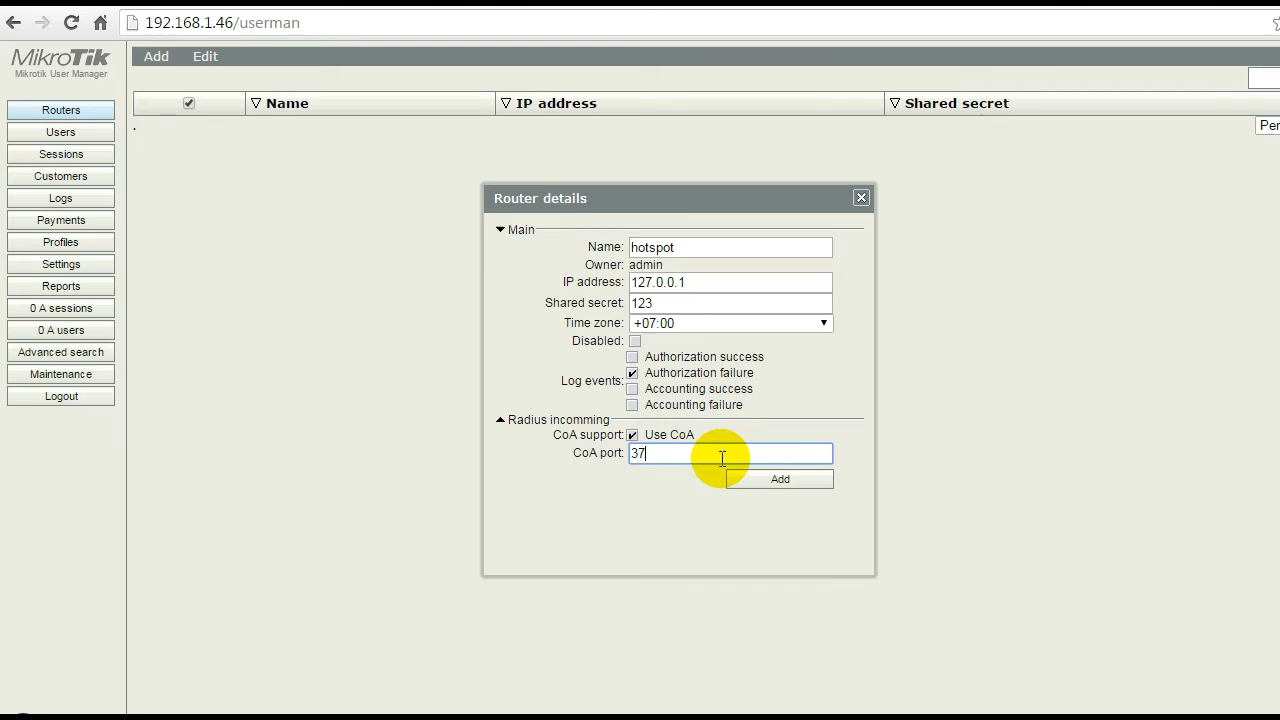 192.168.1.46/userman
MikroTik
Mikrotik User Manager
Add Edit
Name IP address Shared secret
Per
Routers
Users
Sessions
Customers
Logs
Payments
Profiles
Settings
Reports
0 A sessions
0 A users
Advanced search
Maintenance
Logout
Router details
Main
Name: hotspot
Owner: admin
IP address: 127.0.0.1
Shared secret: 123
Time zone: +07:00
Disabled:
Log events:
Authorization success
Authorization failure
Accounting success
Accounting failure
Radius incomming
CoA support: Use CoA
CoA port: 37
Add